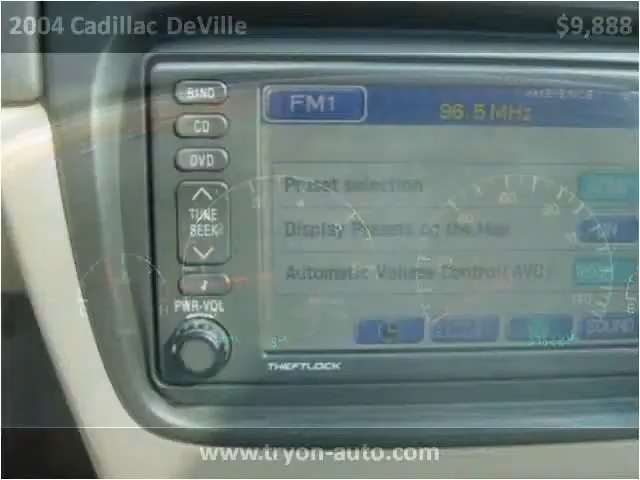 2004 Cadillac DeVille $9,888
BAND
FM1
96.5 MHz
CD
DVD
Preset selection
TUNE
SEEK
Display Presets on the Map
Automatic Volume Control (AVC)
PWR-VOL
SOUND
THEFTLOCK
www.tryon-auto.com